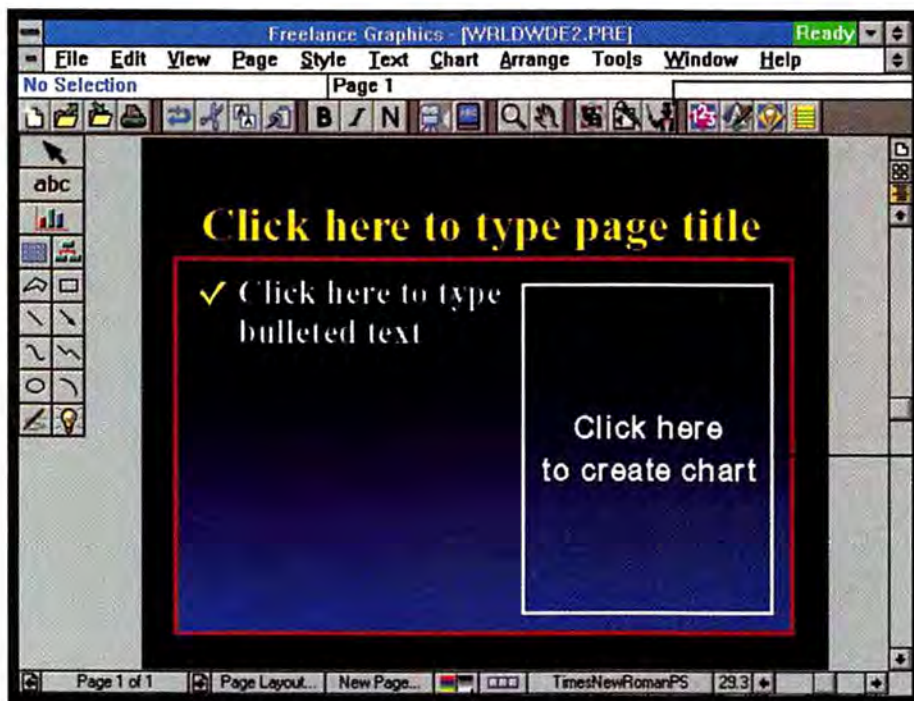 Freelance Graphics - [WRLDWDE2.PRE]
Ready
File Edit View Page Style Text Chart Arrange Tools Window Help
No Selection
Page 1
B I N
123
abc
Click here to type page title
Click here to type
bulleted text
Click here
to create chart
Page 1 of 1
Page Layout...
New Page...
TimesNewRomanPS
29.3